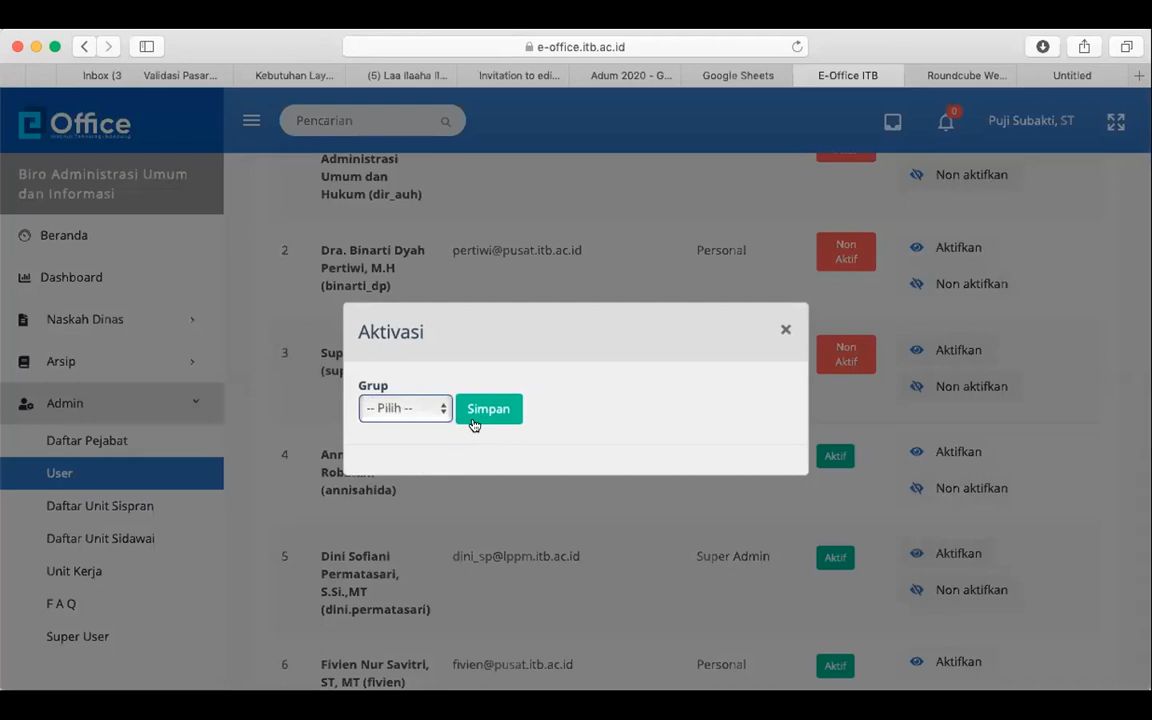 e-office.itb.ac.id
Inbox (3
Validasi Pasar...
Kebutuhan Lay...
(5) Laa ilaaha Il...
Invitation to edi...
Adum 2020 - G...
Google Sheets
E-Office ITB
Roundcube We...
Untitled
Office
Pencarian
0
Puji Subakti, ST
Biro Administrasi Umum
dan Informasi
Beranda
Dashboard
Naskah Dinas
Arsip
Admin
Daftar Pejabat
User
Daftar Unit Sispran
Daftar Unit Sidawai
Unit Kerja
F A Q
Super User
Administrasi
Umum dan
Hukum (dir_auh)
Non aktifkan
2
Dra. Binarti Dyah
Pertiwi, M.H
(binarti_dp)
pertiwi@pusat.itb.ac.id
Personal
Non
Aktif
Aktifkan
Non aktifkan
Aktivasi
×
Grup
-- Pilih --
Simpan
3
Sup
(sup
Non
Aktif
Aktifkan
Non aktifkan
4
Ann
(annisahida)
Aktif
Aktifkan
Non aktifkan
5
Dini Sofiani
Permatasari,
S.Si.,MT
(dini.permatasari)
dini_sp@lppm.itb.ac.id
Super Admin
Aktif
Aktifkan
Non aktifkan
6
Fivien Nur Savitri,
ST, MT (fivien)
fivien@pusat.itb.ac.id
Personal
Aktif
Aktifkan